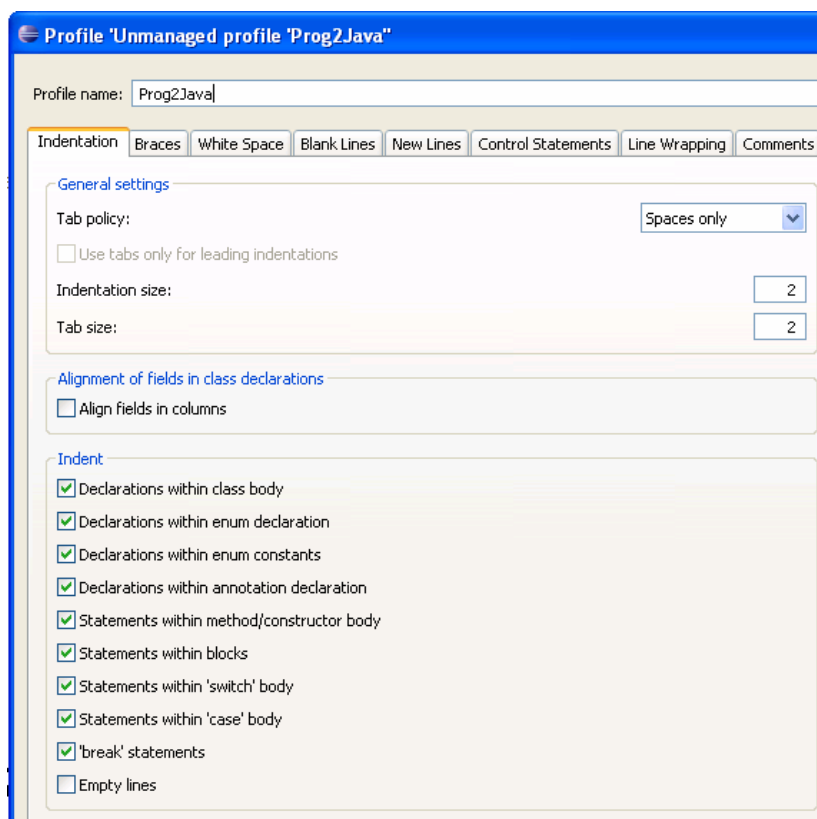 Profile 'Unmanaged profile 'Prog2Java''
Profile name: Prog2Java
Indentation Braces White Space Blank Lines New Lines Control Statements Line Wrapping Comments
General settings
Tab policy: Spaces only
Use tabs only for leading indentations
Indentation size: 2
Tab size: 2
Alignment of fields in class declarations
Align fields in columns
Indent
Declarations within class body
Declarations within enum declaration
Declarations within enum constants
Declarations within annotation declaration
Statements within method/constructor body
Statements within blocks
Statements within 'switch' body
Statements within 'case' body
'break' statements
Empty lines